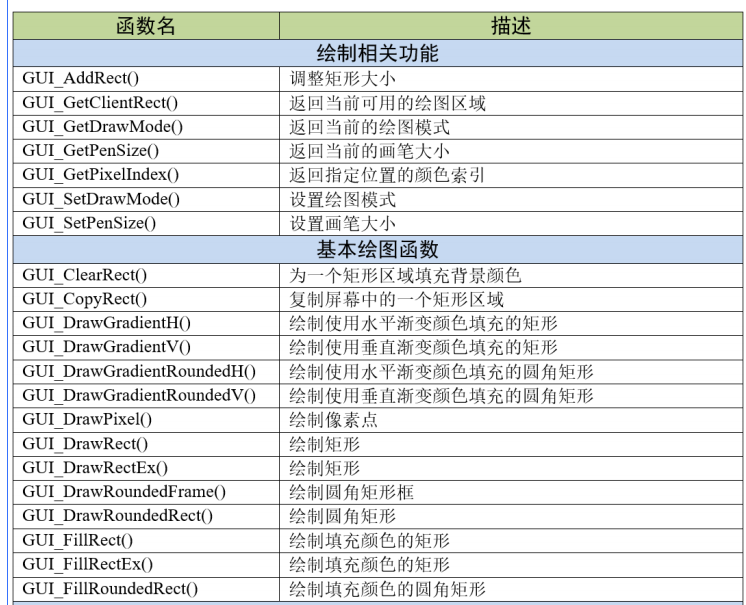 函数名 描述
绘制相关功能
GUI_AddRect() 调整矩形大小
GUI_GetClientRect() 返回当前可用的绘图区域
GUI_GetDrawMode() 返回当前的绘图模式
GUI_GetPenSize() 返回当前的画笔大小
GUI_GetPixelIndex() 返回指定位置的颜色索引
GUI_SetDrawMode() 设置绘图模式
GUI_SetPenSize() 设置画笔大小
基本绘图函数
GUI_ClearRect() 为一个矩形区域填充背景颜色
GUI_CopyRect() 复制屏幕中的一个矩形区域
GUI_DrawGradientH() 绘制使用水平渐变颜色填充的矩形
GUI_DrawGradientV() 绘制使用垂直渐变颜色填充的矩形
GUI_DrawGradientRoundedH() 绘制使用水平渐变颜色填充的圆角矩形
GUI_DrawGradientRoundedV() 绘制使用垂直渐变颜色填充的圆角矩形
GUI_DrawPixel() 绘制像素点
GUI_DrawRect() 绘制矩形
GUI_DrawRectEx() 绘制矩形
GUI_DrawRoundedFrame() 绘制圆角矩形框
GUI_DrawRoundedRect() 绘制圆角矩形
GUI_FillRect() 绘制填充颜色的矩形
GUI_FillRectEx() 绘制填充颜色的矩形
GUI_FillRoundedRect() 绘制填充颜色的圆角矩形